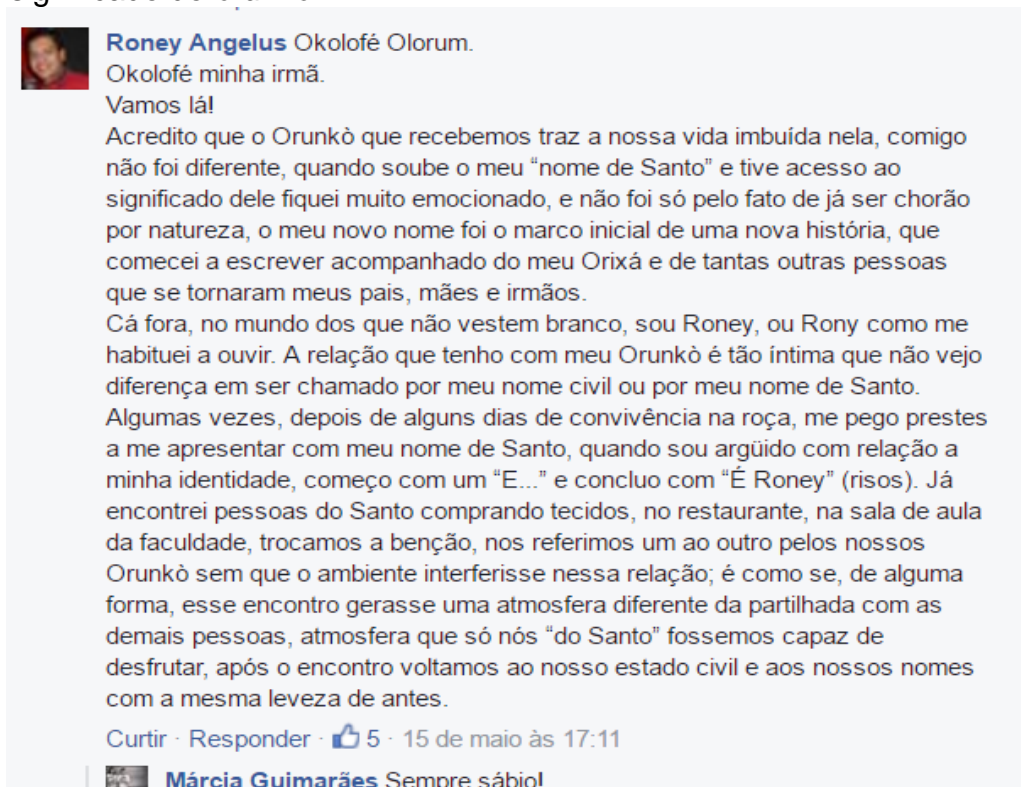 Roney Angelus Okolofé Olorum.
Okolofé minha irmã.
Vamos lá!
Acredito que o Orunkò que recebemos traz a nossa vida imbuída nela, comigo
não foi diferente, quando soube o meu “nome de Santo” e tive acesso ao
significado dele fiquei muito emocionado, e não foi só pelo fato de já ser chorão
por natureza, o meu novo nome foi o marco inicial de uma nova história, que
comecei a escrever acompanhado do meu Orixá e de tantas outras pessoas
que se tornaram meus pais, mães e irmãos.
Cá fora, no mundo dos que não vestem branco, sou Roney, ou Rony como me
habituei a ouvir. A relação que tenho com meu Orunkò é tão íntima que não vejo
diferença em ser chamado por meu nome civil ou por meu nome de Santo.
Algumas vezes, depois de alguns dias de convivência na roça, me pego prestes
a me apresentar com meu nome de Santo, quando sou argüido com relação a
minha identidade, começo com um “E...” e concluo com “É Roney” (risos). Já
encontrei pessoas do Santo comprando tecidos, no restaurante, na sala de aula
da faculdade, trocamos a benção, nos referimos um ao outro pelos nossos
Orunkò sem que o ambiente interferisse nessa relação; é como se, de alguma
forma, esse encontro gerasse uma atmosfera diferente da partilhada com as
demais pessoas, atmosfera que só nós “do Santo” fossemos capaz de
desfrutar, após o encontro voltamos ao nosso estado civil e aos nossos nomes
com a mesma leveza de antes.
Curtir · Responder · 5 · 15 de maio às 17:11
Márcia Guimarães Sempre sábio!